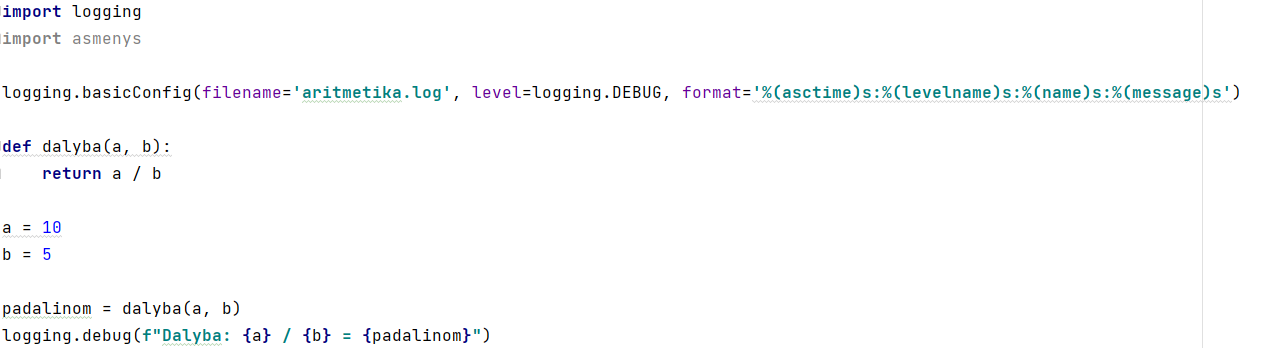 import logging
import asmenys
logging.basicConfig(filename='aritmetika.log', level=logging.DEBUG, format='%(asctime)s:%(levelname)s:%(name)s:%(message)s')
def dalyba(a, b):
    return a / b
a = 10
b = 5
padalinom = dalyba(a, b)
logging.debug(f"Dalyba: {a} / {b} = {padalinom}")